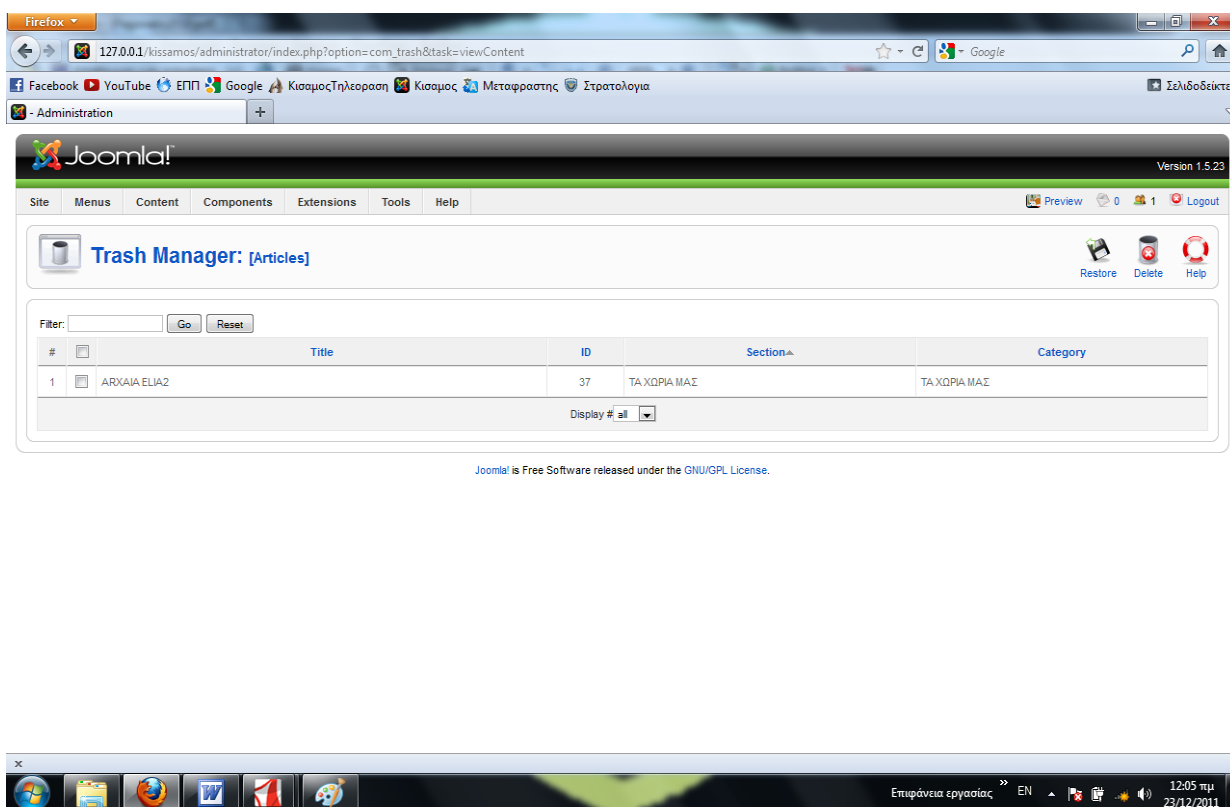 Firefox
127.0.0.1/kissamos/administrator/index.php?option=com_trash&task=viewContent
Google
Facebook YouTube ΕΠΠ Google ΚισαμοςΤηλεοραση Κισαμος Μεταφραστης Στρατολογια Σελιδοδείκτε
- Administration
Joomla!
Version 1.5.23
Site Menus Content Components Extensions Tools Help Preview 0 1 Logout
Trash Manager: [Articles]
Restore Delete Help
Filter: Go Reset
# Title ID Section Category
1 ARXAIA ELIA2 37 ΤΑ ΧΩΡΙΑ ΜΑΣ ΤΑ ΧΩΡΙΑ ΜΑΣ
Display # all
Joomla! is Free Software released under the GNU/GPL License.
x
Επιφάνεια εργασίας » EN 12:05 πμ
23/12/2011